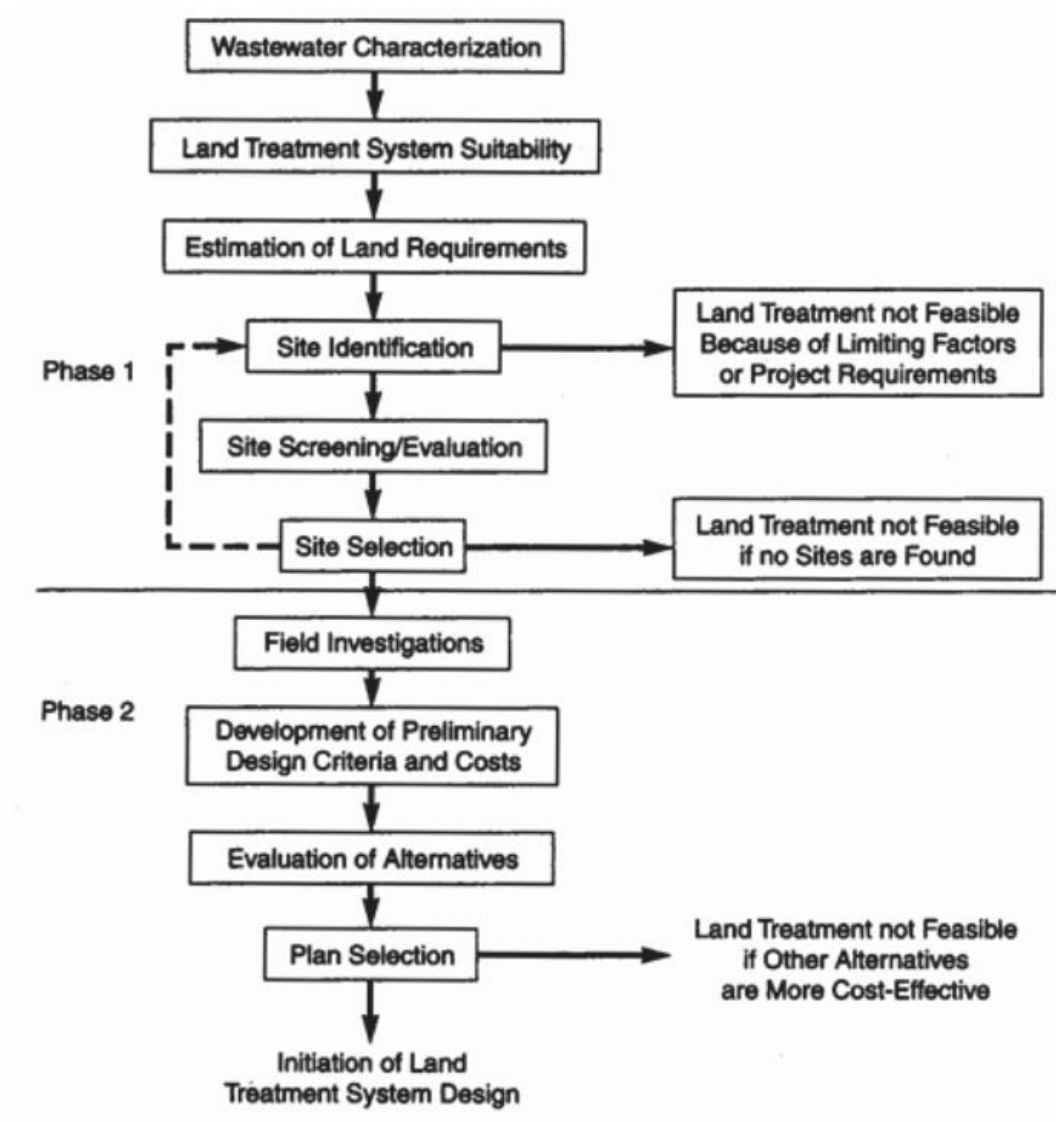 Wastewater Characterization
Land Treatment System Suitability
Estimation of Land Requirements
Site Identification
Land Treatment not Feasible
Because of Limiting Factors
or Project Requirements
Phase 1
Site Screening/Evaluation
Site Selection
Land Treatment not Feasible
if no Sites are Found
Field Investigations
Phase 2
Development of Preliminary
Design Criteria and Costs
Evaluation of Alternatives
Plan Selection
Land Treatment not Feasible
if Other Alternatives
are More Cost-Effective
Initiation of Land
Treatment System Design